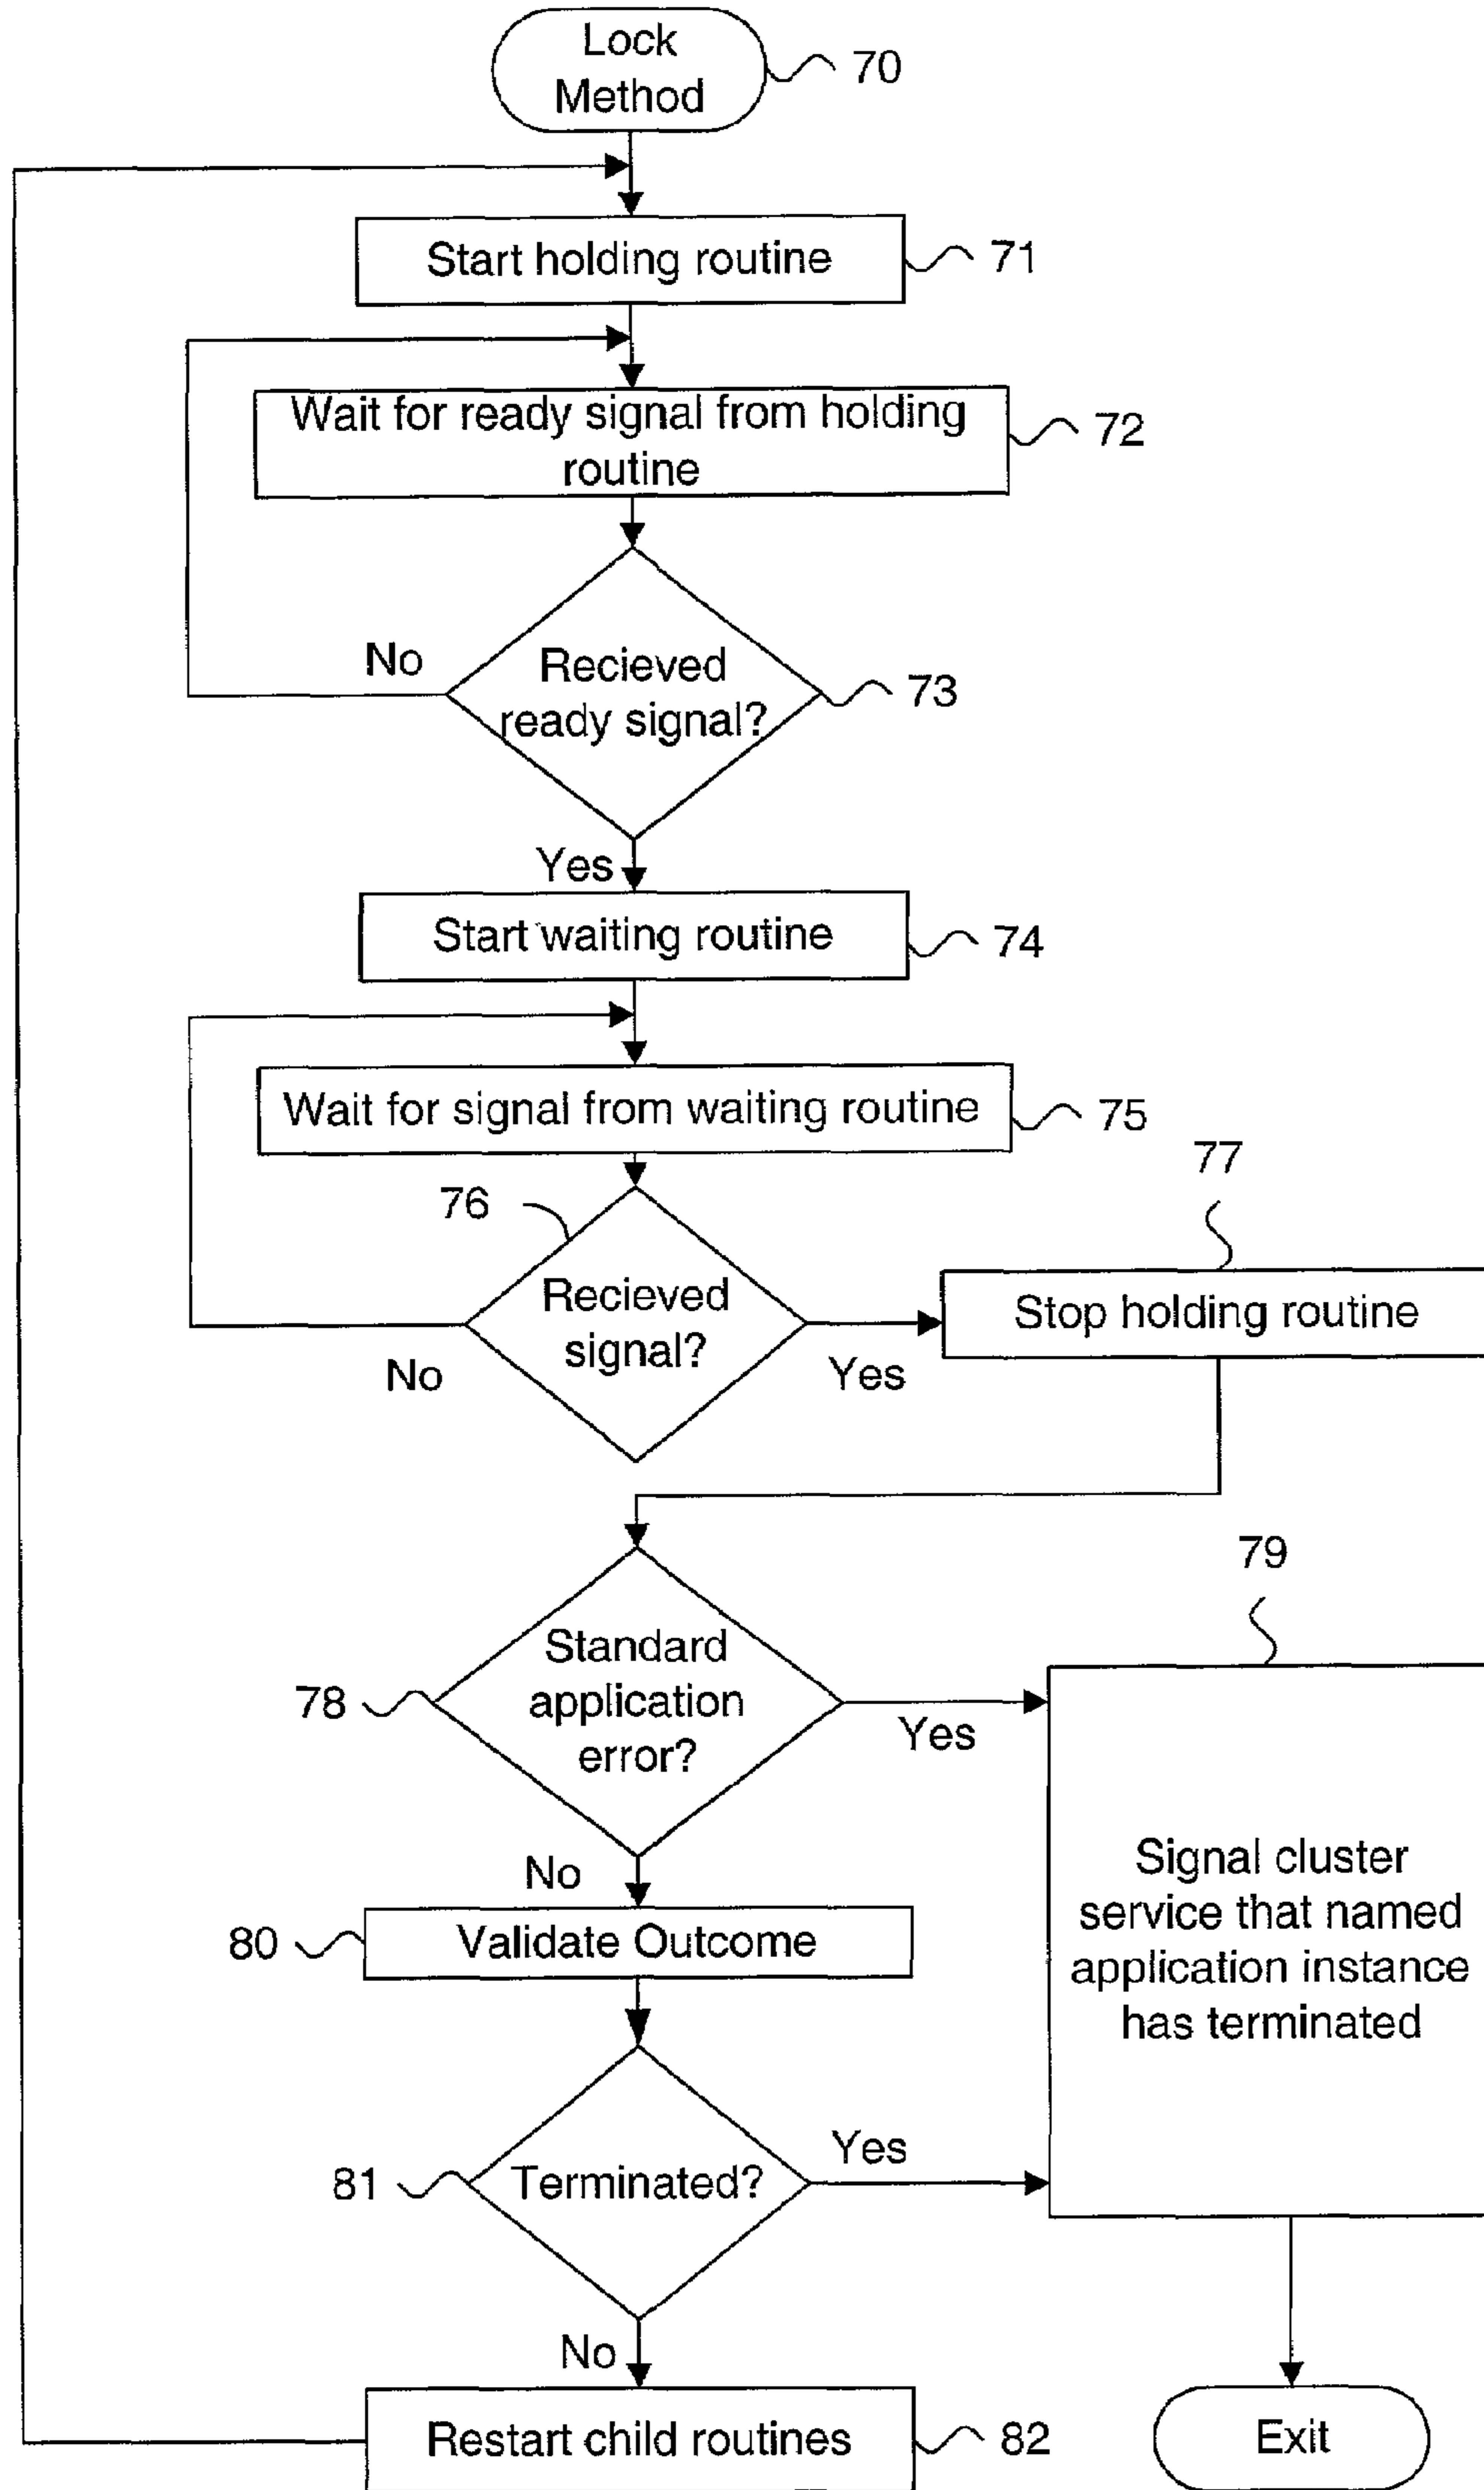 Lock
Method
70
Start holding routine
71
Wait for ready signal from holding
routine
72
No
Recieved
ready signal?
73
Yes
Start waiting routine
74
Wait for signal from waiting routine
75
76
77
Recieved
signal?
No
Yes
Stop holding routine
78
Standard
application
error?
Yes
79
Signal cluster
service that named
application instance
has terminated
No
80
Validate Outcome
81
Terminated?
Yes
No
Restart child routines
82
Exit